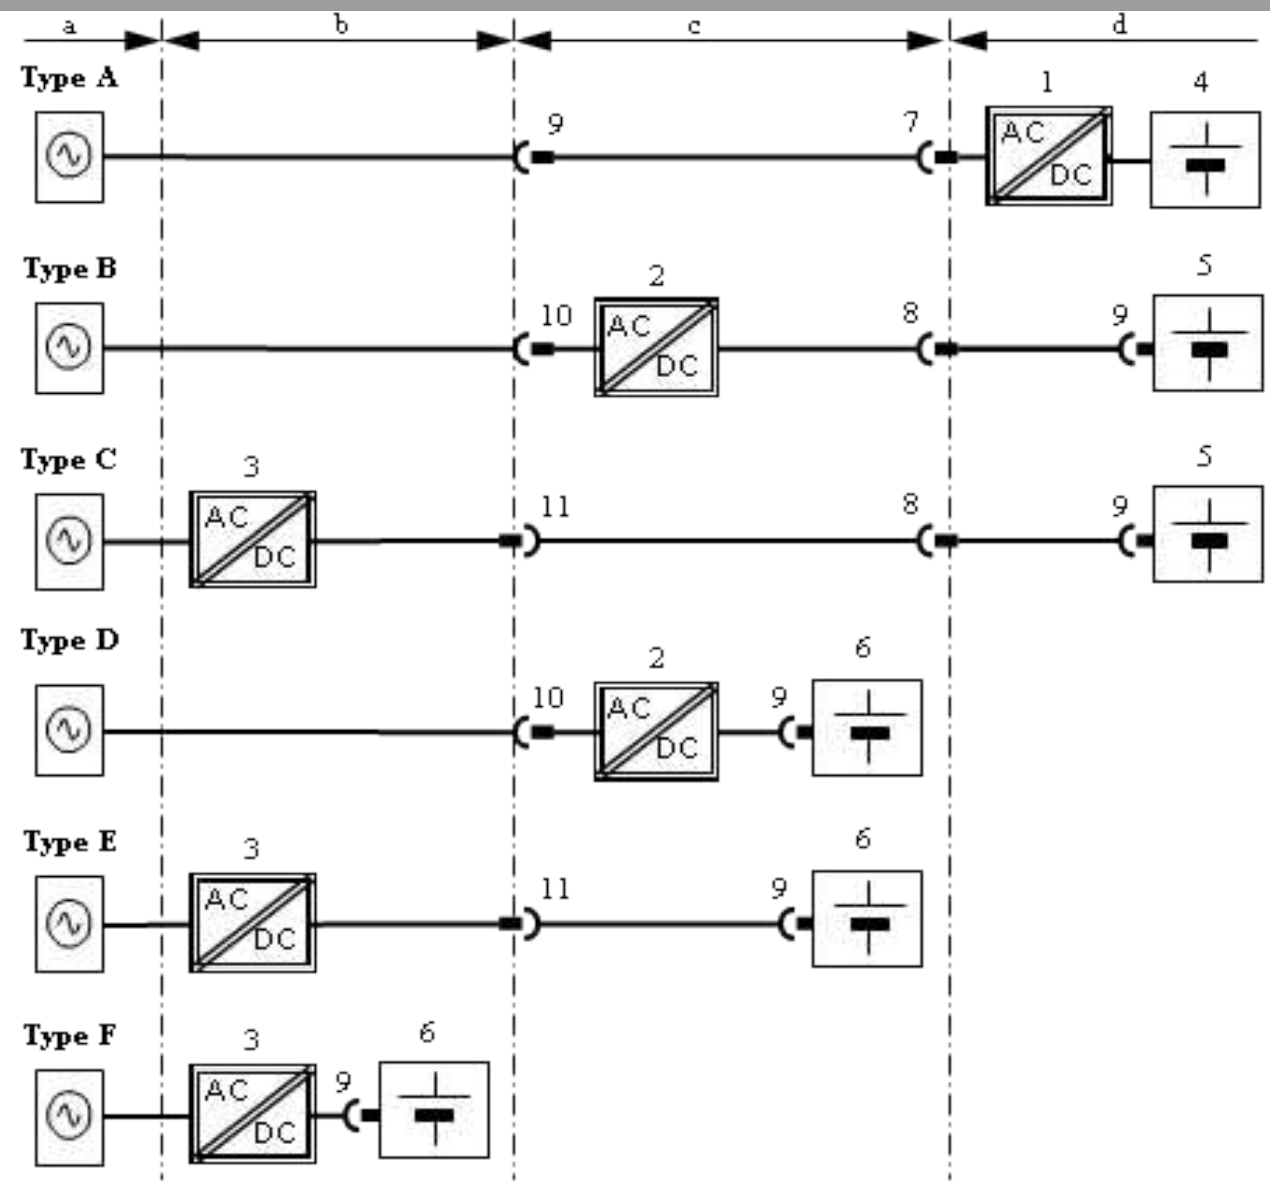 a b c d
Type A
1 4
9 7
AC
DC
Type B
5
2
10 8 9
AC
DC
Type C
5
3
11 8 9
AC
DC
Type D
6
2
10 9
AC
DC
Type E
6
3
11 9
AC
DC
Type F
6
3
9
AC
DC